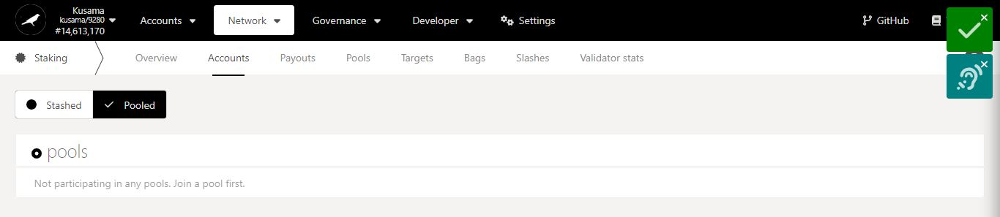 Kusama
kusama/9280
#14,613,170
Accounts
Network
Governance
Developer
Settings
GitHub
Staking
Overview
Accounts
Payouts
Pools
Targets
Bags
Slashes
Validator stats
Stashed
Pooled
pools
Not participating in any pools. Join a pool first.